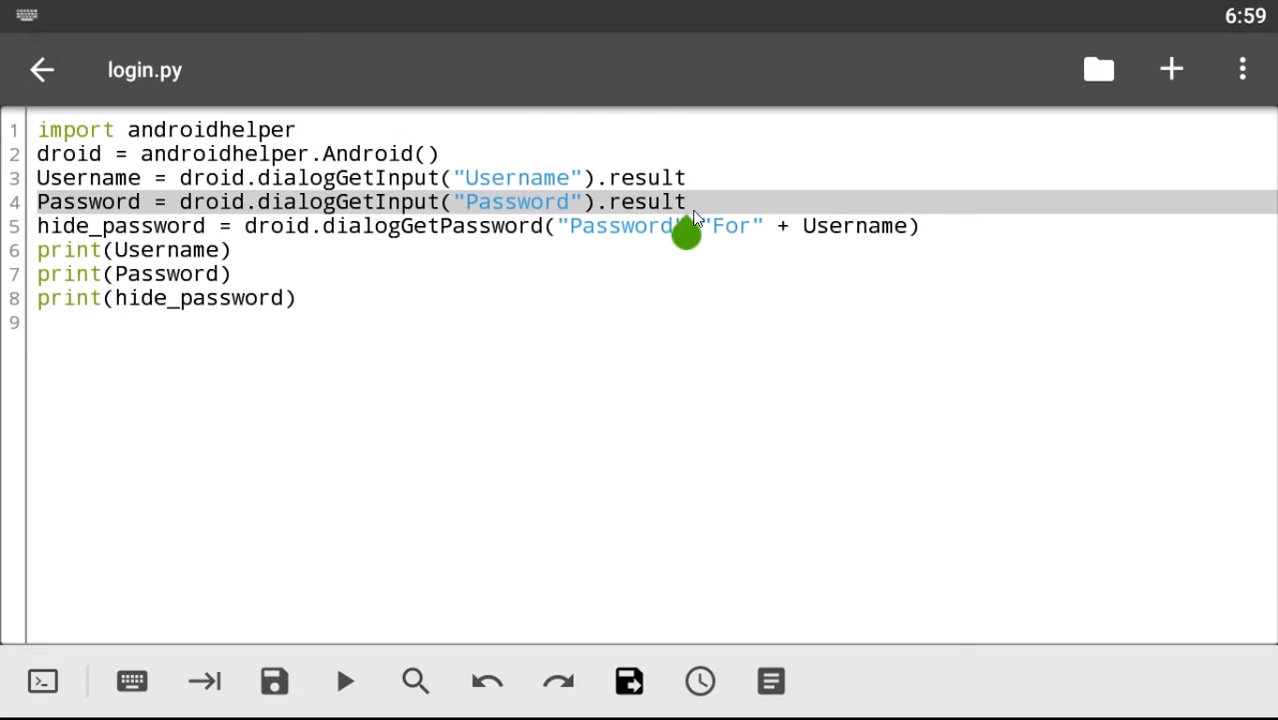 6:59
login.py
1 import androidhelper
2 droid = androidhelper.Android()
3 Username = droid.dialogGetInput("Username").result
4 Password = droid.dialogGetInput("Password").result
5 hide_password = droid.dialogGetPassword("Password" "For" + Username)
6 print(Username)
7 print(Password)
8 print(hide_password)
9